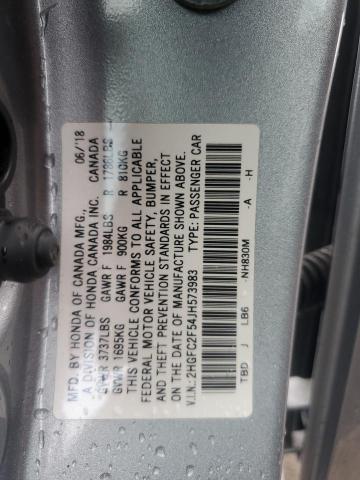 MFD. BY HONDA OF CANADA MFG., 06/'18
A DIVISION OF HONDA CANADA INC. CANADA
GVWR 3737LBS GAWR F 1984LBS R 1786LBS
GVWR 1695KG GAWR F 900KG R 810KG
THIS VEHICLE CONFORMS TO ALL APPLICABLE
FEDERAL MOTOR VEHICLE SAFETY, BUMPER,
AND THEFT PREVENTION STANDARDS IN EFFECT
ON THE DATE OF MANUFACTURE SHOWN ABOVE.
V.I.N.: 2HGFC2F54JH573983 TYPE: PASSENGER CAR
TBD J LB6 -NH830M -A -H